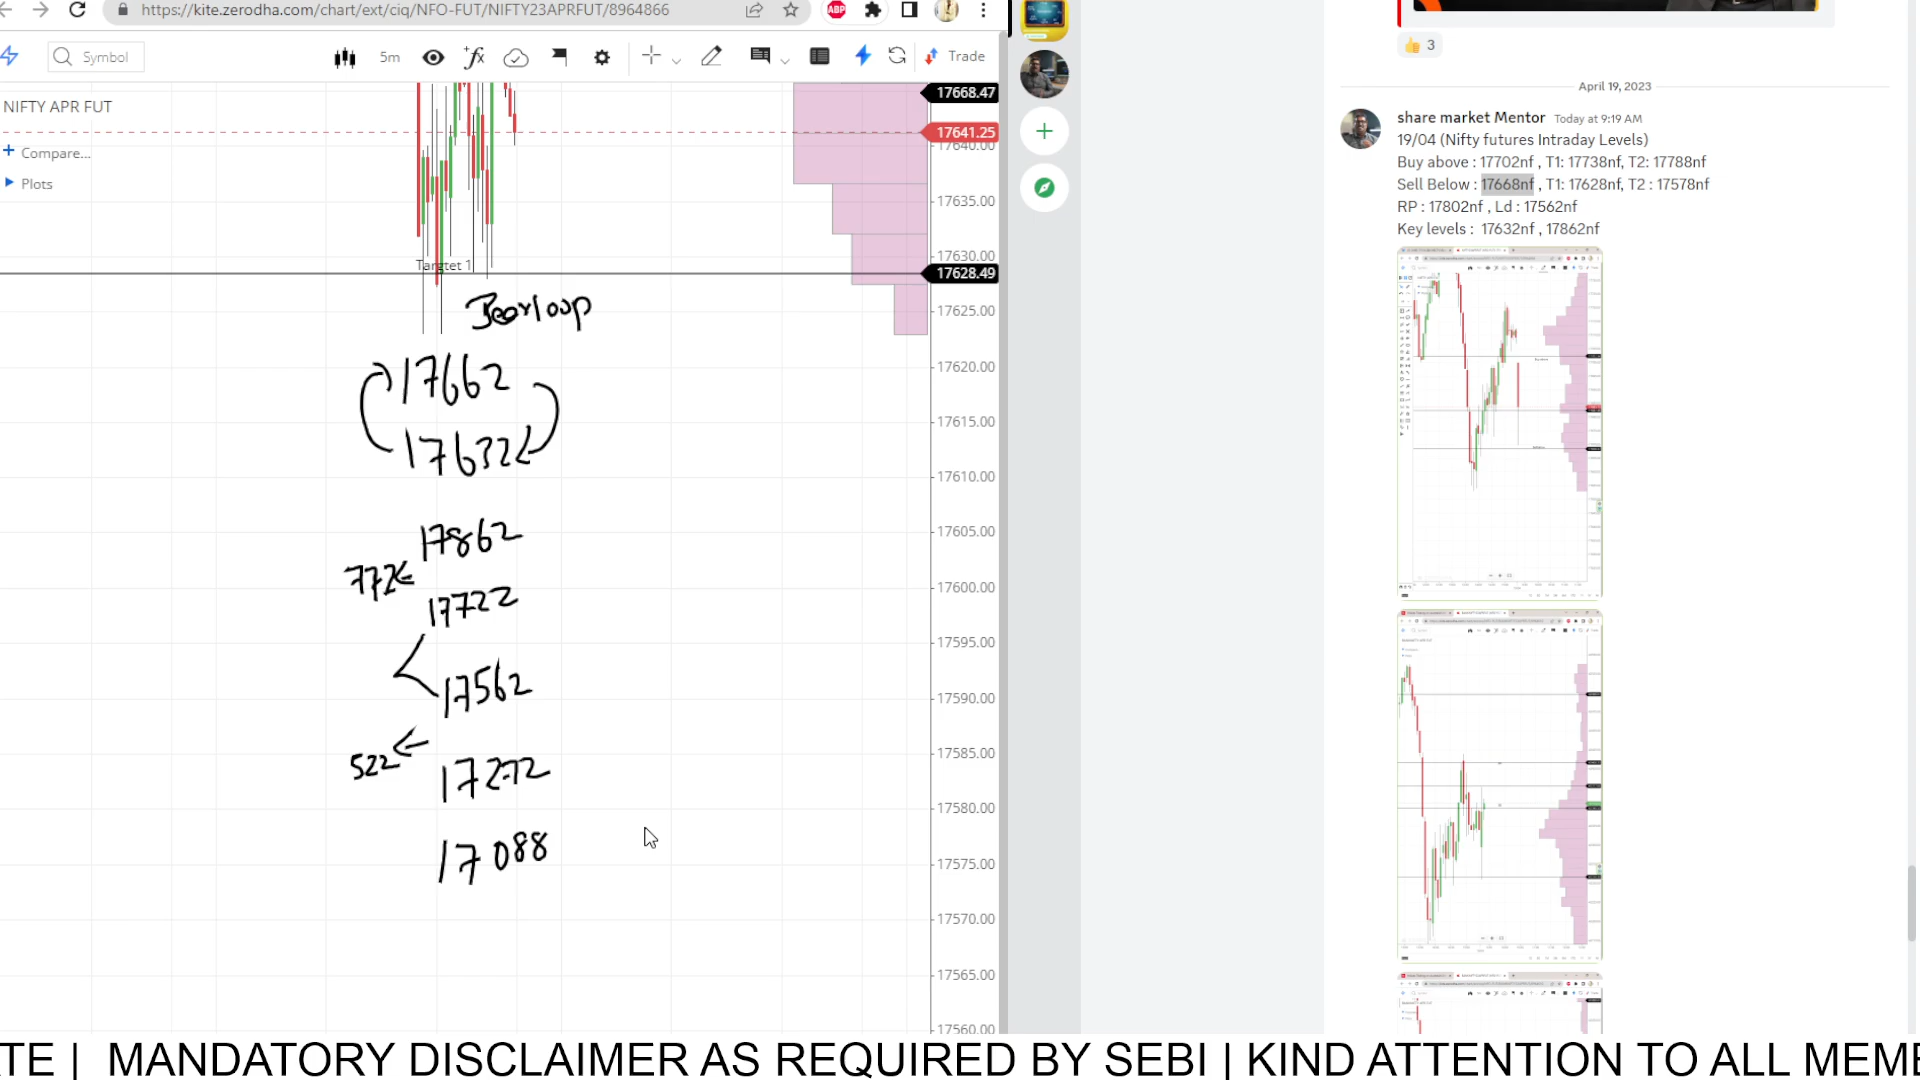 https://kite.zerodha.com/chart/ext/ciq/NFO-FUT/NIFTY23APRFUT/8964866
ABP
Symbol
5m
Trade
NIFTY APR FUT
Compare...
Plots
17668.47
17641.25
17640.00
17635.00
17630.00
17628.49
17625.00
17620.00
17615.00
17610.00
17605.00
17600.00
17595.00
17590.00
17585.00
17580.00
17575.00
17570.00
17565.00
17560.00
Targtet 1
17662
17632
17862
772
17722
17562
522
17272
17088
3
April 19, 2023
share market Mentor Today at 9:19 AM
19/04 (Nifty futures Intraday Levels)
Buy above : 17702nf , T1: 17738nf, T2: 17788nf
Sell Below : 17668nf , T1: 17628nf, T2 : 17578nf
RP : 17802nf , Ld : 17562nf
Key levels : 17632nf , 17862nf
TE | MANDATORY DISCLAIMER AS REQUIRED BY SEBI | KIND ATTENTION TO ALL MEME